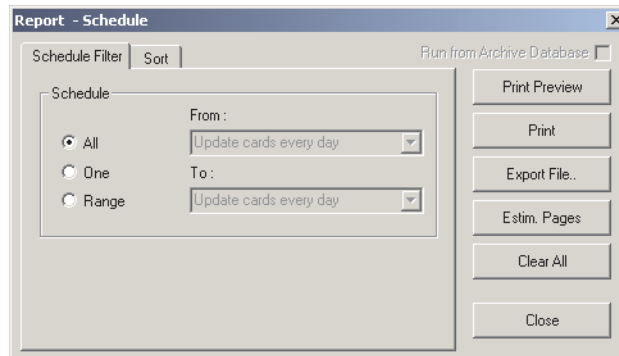 Report - Schedule
Schedule Filter
Sort
Run from Archive Database
Schedule
From :
All
Update cards every day
One
To :
Range
Update cards every day
Print Preview
Print
Export File..
Estim. Pages
Clear All
Close